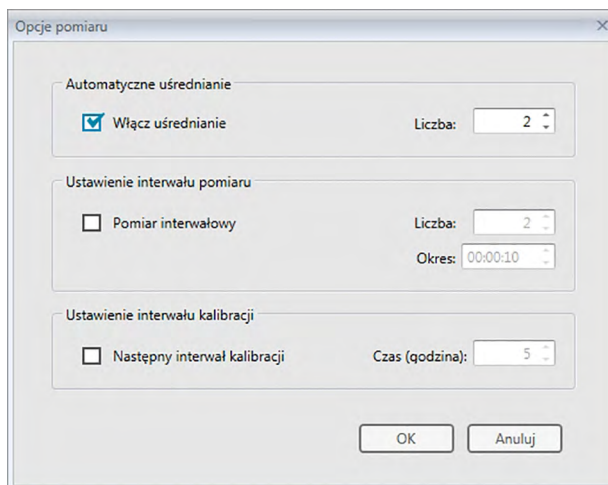 Opcje pomiaru
Automatyczne uśrednianie
Włącz uśrednianie Liczba: 2
Ustawienie interwału pomiaru
Pomiar interwałowy Liczba: 2
Okres: 00:00:10
Ustawienie interwału kalibracji
Następny interwał kalibracji Czas (godzina): 5
OK Anuluj